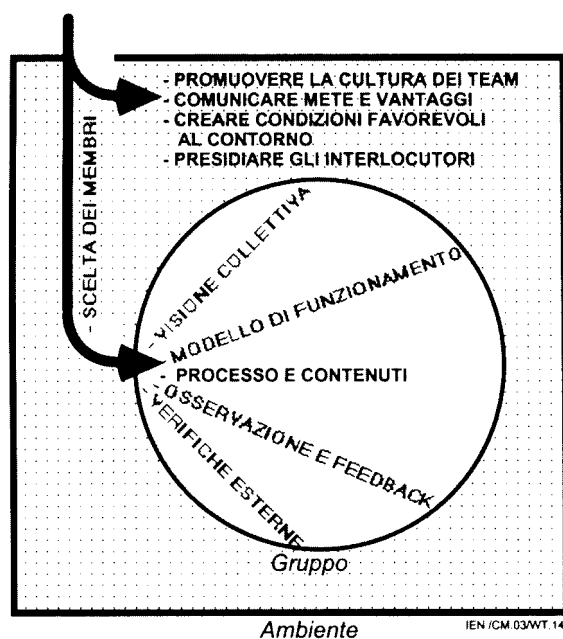 - PROMUOVERE LA CULTURA DEI TEAM
- COMUNICARE METE E VANTAGGI
- CREARE CONDIZIONI FAVOREVOLI
AL CONTORNO
- PRESIDIARE GLI INTERLOCUTORI
- SCELTA DEI MEMBRI
- VISIONE COLLETTIVA
- MODELLO DI FUNZIONAMENTO
- PROCESSO E CONTENUTI
- OSSERVAZIONE E FEEDBACK
- VERIFICHE ESTERNE
Gruppo
Ambiente
IEN /CM.03/WT.14